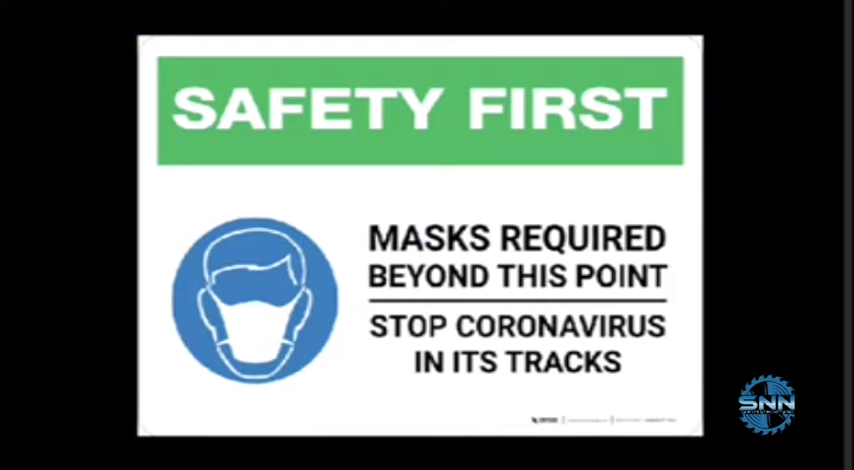 SAFETY FIRST
MASKS REQUIRED
BEYOND THIS POINT
STOP CORONAVIRUS
IN ITS TRACKS
SNN